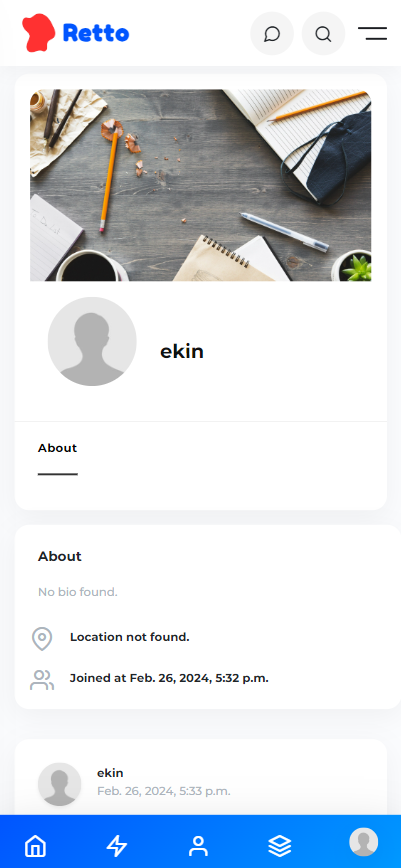 Retto
ekin
About
About
No bio found.
Location not found.
Joined at Feb. 26, 2024, 5:32 p.m.
ekin
Feb. 26, 2024, 5:33 p.m.